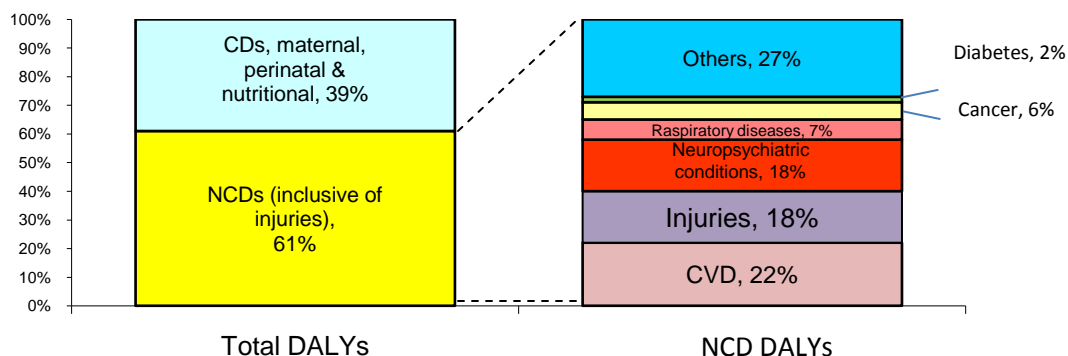 100%
90%
80%
70%
60%
50%
40%
30%
20%
10%
0%
CDs, maternal,
perinatal &
nutritional, 39%
NCDs (inclusive of
injuries),
61%
Others, 27%
Diabetes, 2%
Cancer, 6%
Raspiratory diseases, 7%
Neuropsychiatric
conditions, 18%
Injuries, 18%
CVD, 22%
Total DALYs
NCD DALYs